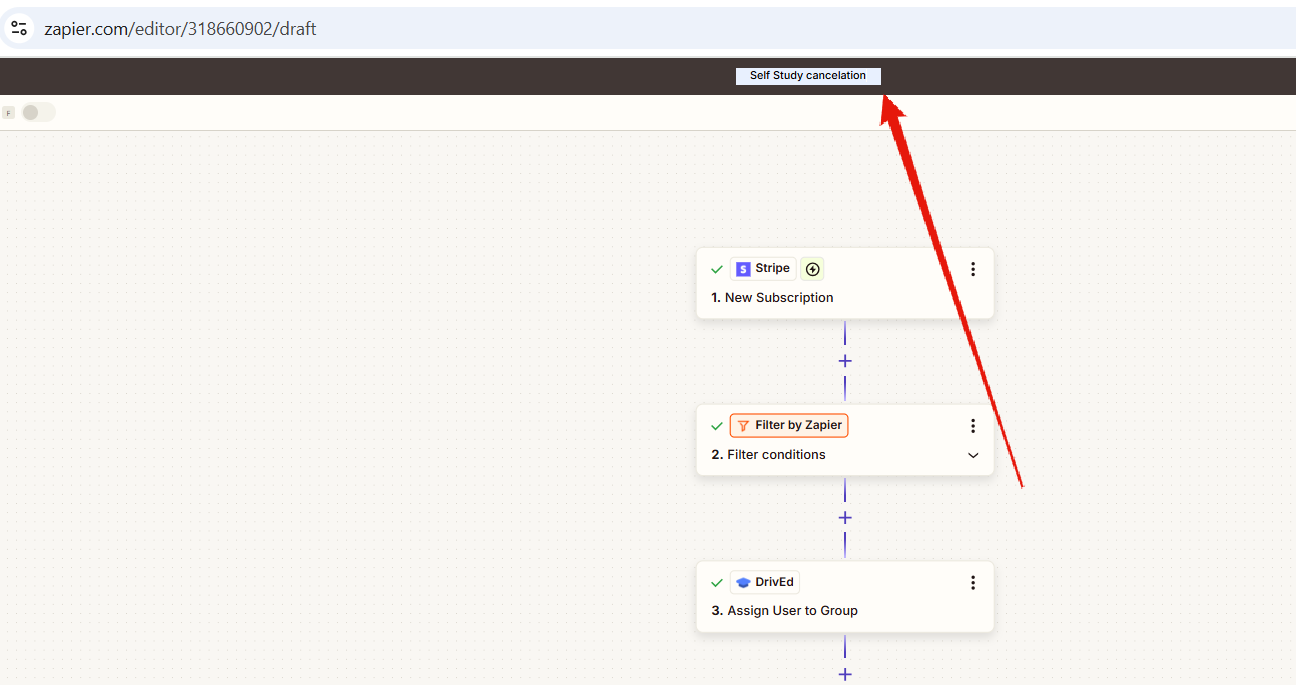 zapier.com/editor/318660902/draft
Self Study cancelation
F
Stripe
1. New Subscription
Filter by Zapier
2. Filter conditions
DrivEd
3. Assign User to Group